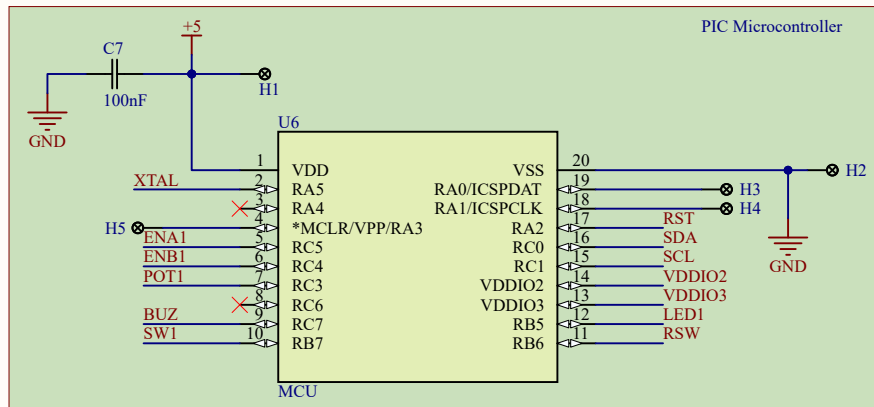 PIC Microcontroller
+5
C7
100nF
GND
H1
U6
1 VDD VSS 20
H2
XTAL 2 RA5 RA0/ICSPDAT 19 H3
3 RA4 RA1/ICSPCLK 18 H4
H5 4 *MCLR/VPP/RA3 RA2 17 RST
ENA1 5 RC5 RC0 16 SDA
ENB1 6 RC4 RC1 15 SCL
POT1 7 RC3 VDDIO2 14 VDDIO2
8 RC6 VDDIO3 13 VDDIO3
BUZ 9 RC7 RB5 12 LED1
SW1 10 RB7 RB6 11 RSW
GND
MCU